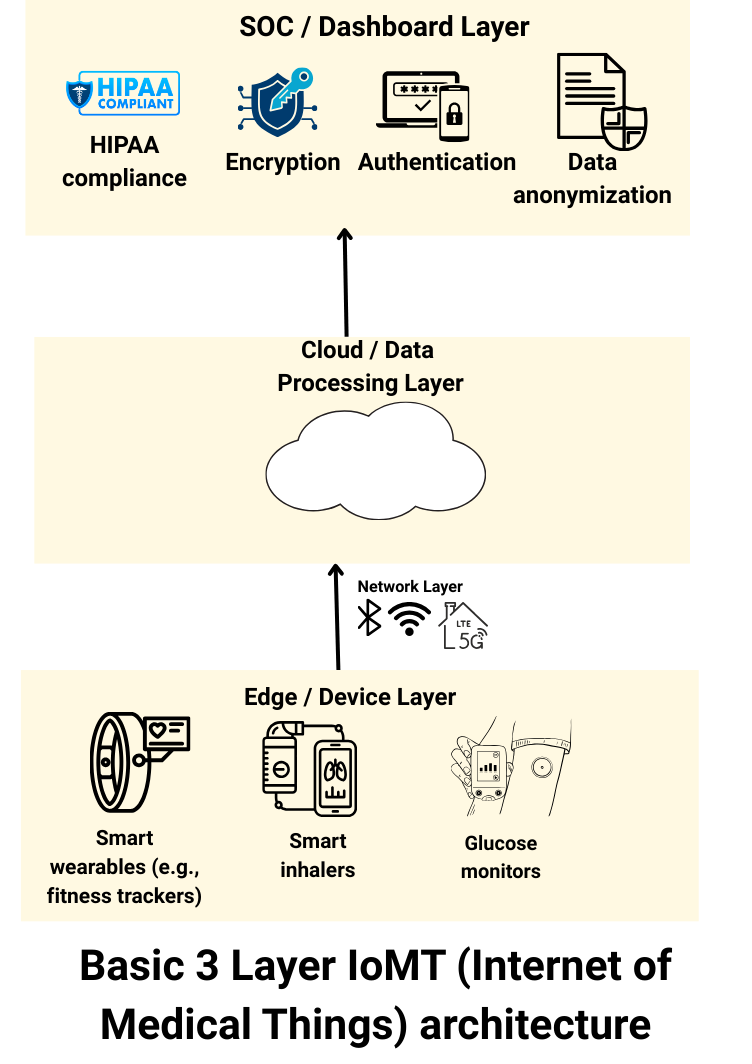 SOC / Dashboard Layer
HIPAA
COMPLIANT
HIPAA
compliance
Encryption
****
Authentication
Data
anonymization
Cloud / Data
Processing Layer
Network Layer
LTE
5G
Edge / Device Layer
Smart
wearables (e.g.,
fitness trackers)
Smart
inhalers
Glucose
monitors
Basic 3 Layer IoMT (Internet of
Medical Things) architecture